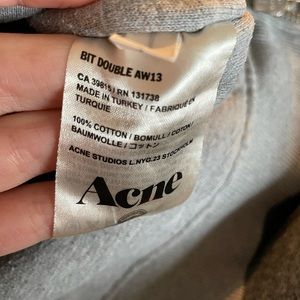 BIT DOUBLE AW13
CA 39815 / RN 131738
MADE IN TURKEY / FABRIQUÉ EN
TURQUIE
100% COTTON / BOMULL / COTON /
BAUMWOLLE / コットン
ACNE STUDIOS L.NYG.23 STOCKHOLM
Acne